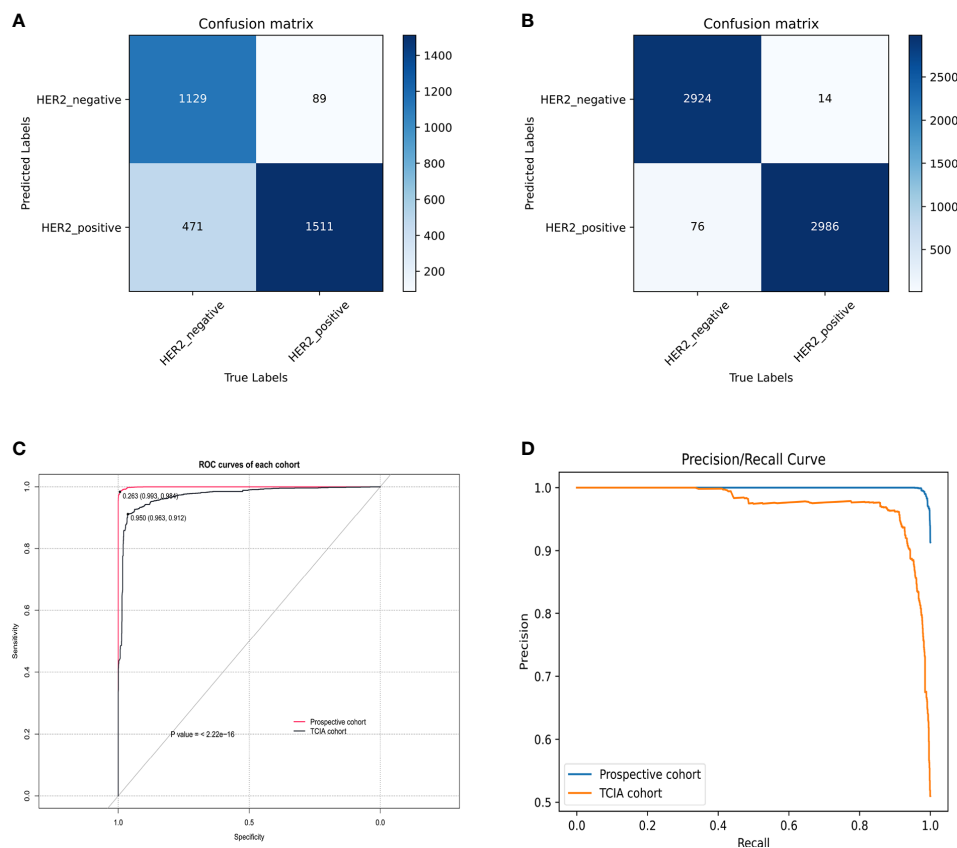 A
Confusion matrix
HER2_negative
HER2_positive
Predicted Labels
1129
89
471
1511
HER2_negative
HER2_positive
True Labels
1400
1200
1000
800
600
400
200
B
Confusion matrix
HER2_negative
HER2_positive
Predicted Labels
2924
14
76
2986
HER2_negative
HER2_positive
True Labels
2500
2000
1500
1000
500
C
ROC curves of each cohort
Sensitivity
1.0
0.8
0.6
0.4
0.2
0.0
0.263 (0.993, 0.984)
0.950 (0.963, 0.912)
P value = < 2.22e−16
Prospective cohort
TCIA cohort
1.0
0.5
0.0
Specificity
D
Precision/Recall Curve
Precision
1.0
0.9
0.8
0.7
0.6
0.5
Prospective cohort
TCIA cohort
0.0
0.2
0.4
0.6
0.8
1.0
Recall